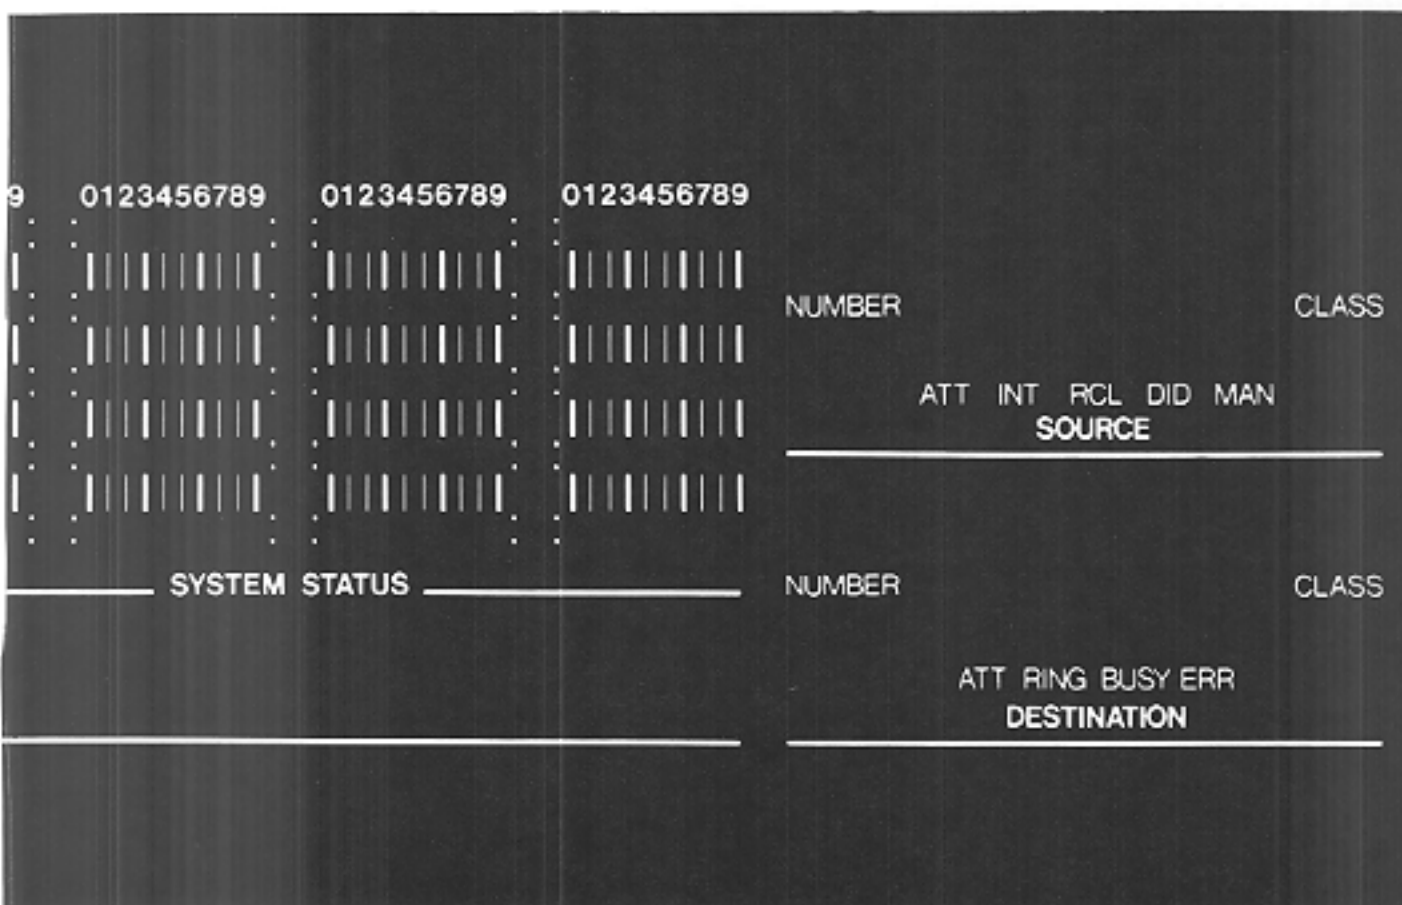 9 0123456789 0123456789 0123456789
NUMBER CLASS
ATT INT RCL DID MAN
SOURCE
SYSTEM STATUS
NUMBER CLASS
ATT RING BUSY ERR
DESTINATION